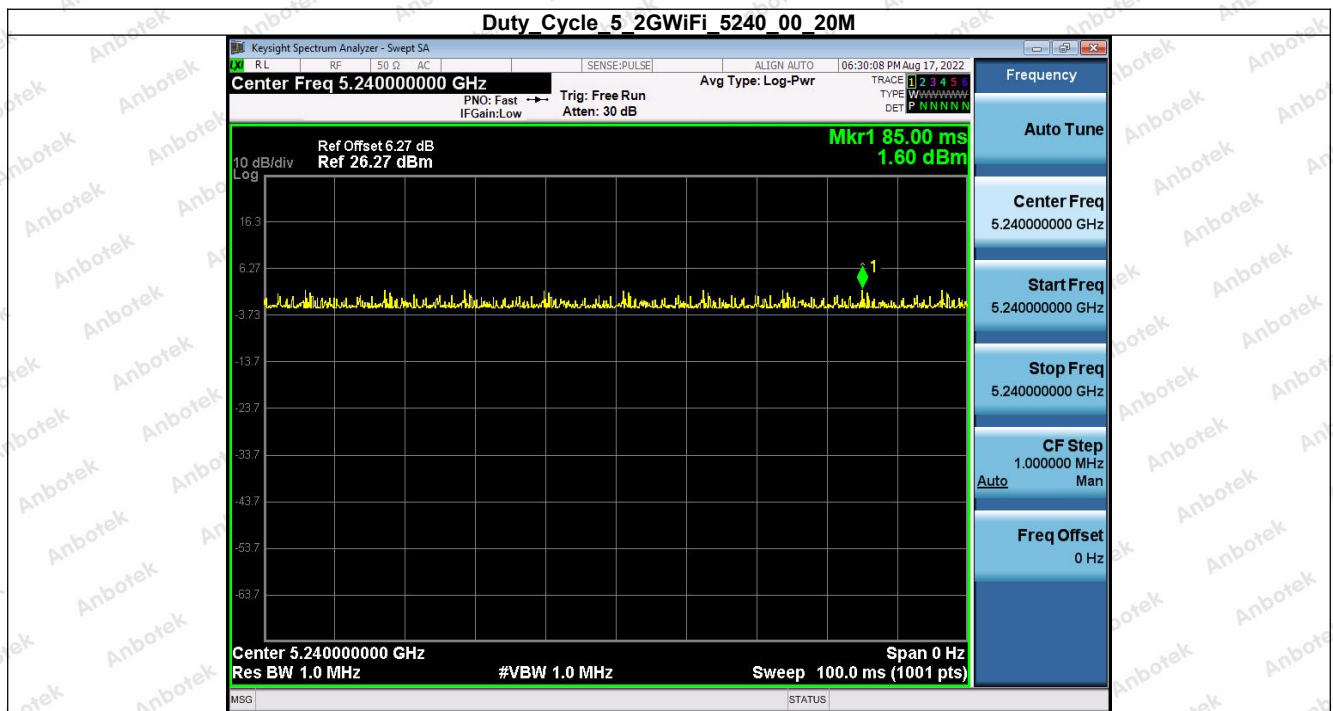 Duty_Cycle_5_2GWiFi_5240_00_20M
Keysight Spectrum Analyzer - Swept SA
LXI RL RF 50 Ω AC SENSE:PULSE ALIGN AUTO 06:30:08 PM Aug 17, 2022
Center Freq 5.240000000 GHz
PNO: Fast
IFGain:Low
Trig: Free Run
Atten: 30 dB
Avg Type: Log-Pwr
TRACE 1 2 3 4 5 6
TYPE WWWWWW
DET P N N N N N
Mkr1 85.00 ms
1.60 dBm
Ref Offset 6.27 dB
10 dB/div Ref 26.27 dBm
Log
16.3
6.27
-3.73
-13.7
-23.7
-33.7
-43.7
-53.7
-63.7
1
Center 5.240000000 GHz Span 0 Hz
Res BW 1.0 MHz #VBW 1.0 MHz Sweep 100.0 ms (1001 pts)
MSG STATUS
Frequency
Auto Tune
Center Freq
5.240000000 GHz
Start Freq
5.240000000 GHz
Stop Freq
5.240000000 GHz
CF Step
1.000000 MHz
Auto Man
Freq Offset
0 Hz
Anbotek